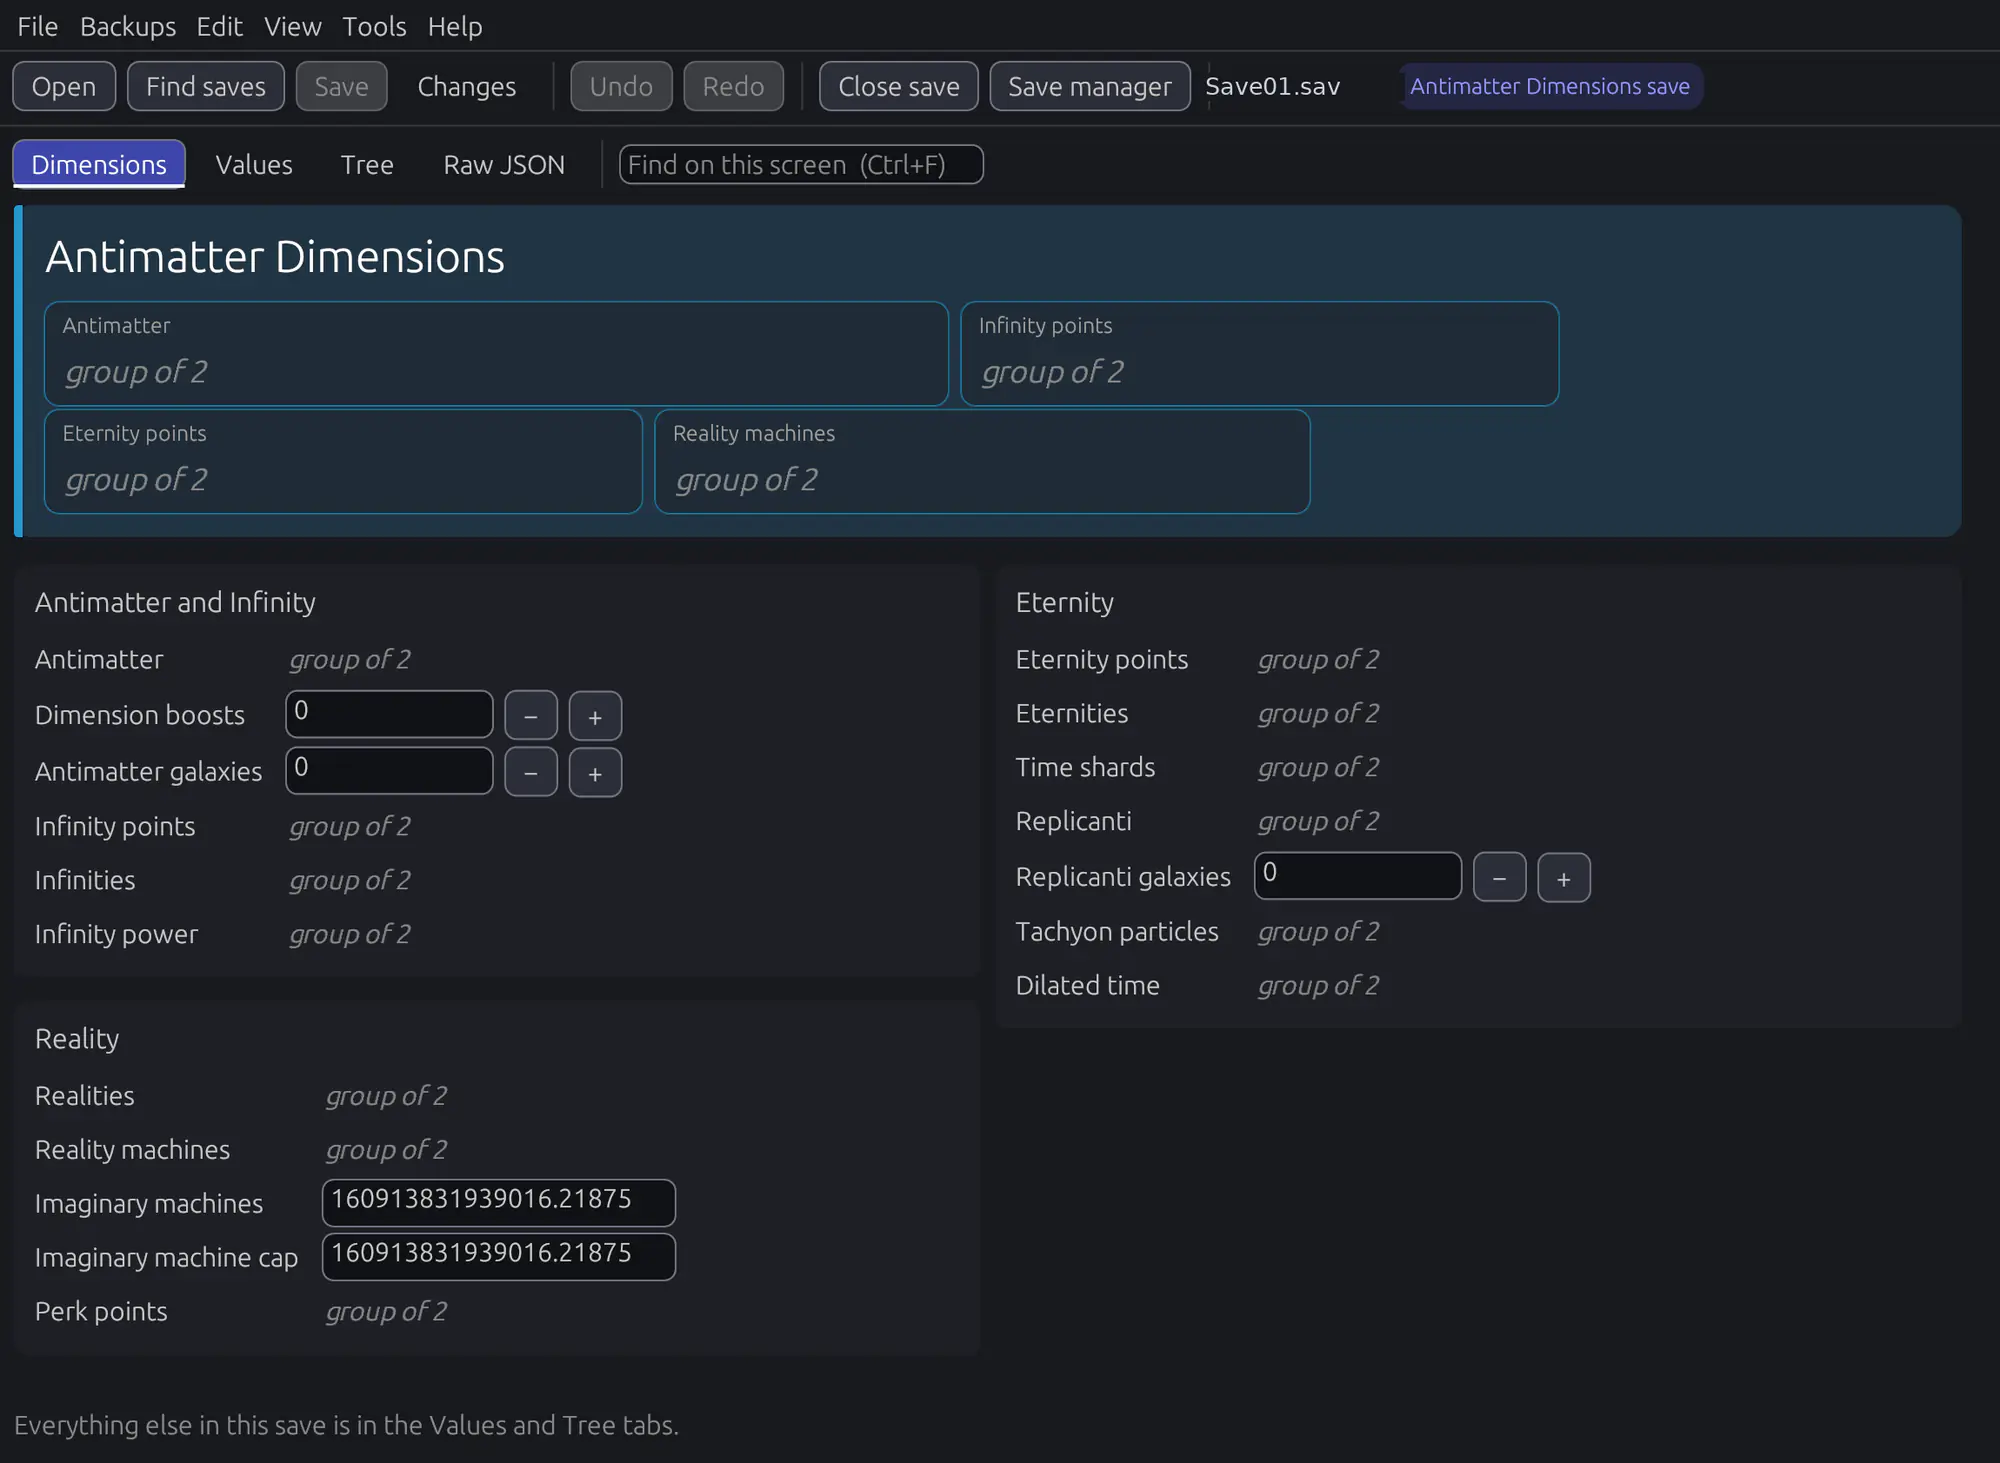 File Backups Edit View Tools Help
Open Find saves Save Changes Undo Redo Close save Save manager Save01.sav Antimatter Dimensions save
Dimensions Values Tree Raw JSON Find on this screen (Ctrl+F)
Antimatter Dimensions
Antimatter
group of 2
Infinity points
group of 2
Eternity points
group of 2
Reality machines
group of 2
Antimatter and Infinity
Antimatter group of 2
Dimension boosts 0 − +
Antimatter galaxies 0 − +
Infinity points group of 2
Infinities group of 2
Infinity power group of 2
Eternity
Eternity points group of 2
Eternities group of 2
Time shards group of 2
Replicanti group of 2
Replicanti galaxies 0 − +
Tachyon particles group of 2
Dilated time group of 2
Reality
Realities group of 2
Reality machines group of 2
Imaginary machines 160913831939016.21875
Imaginary machine cap 160913831939016.21875
Perk points group of 2
Everything else in this save is in the Values and Tree tabs.